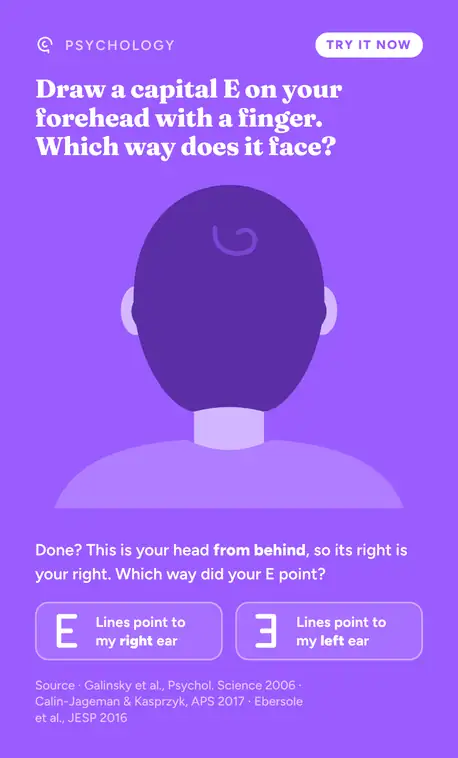 PSYCHOLOGY
TRY IT NOW
Draw a capital E on your
forehead with a finger.
Which way does it face?
Done? This is your head from behind, so its right is
your right. Which way did your E point?
E
Lines point to
my right ear
Ǝ
Lines point to
my left ear
Source · Galinsky et al., Psychol. Science 2006 ·
Calin-Jageman & Kasprzyk, APS 2017 · Ebersole
et al., JESP 2016